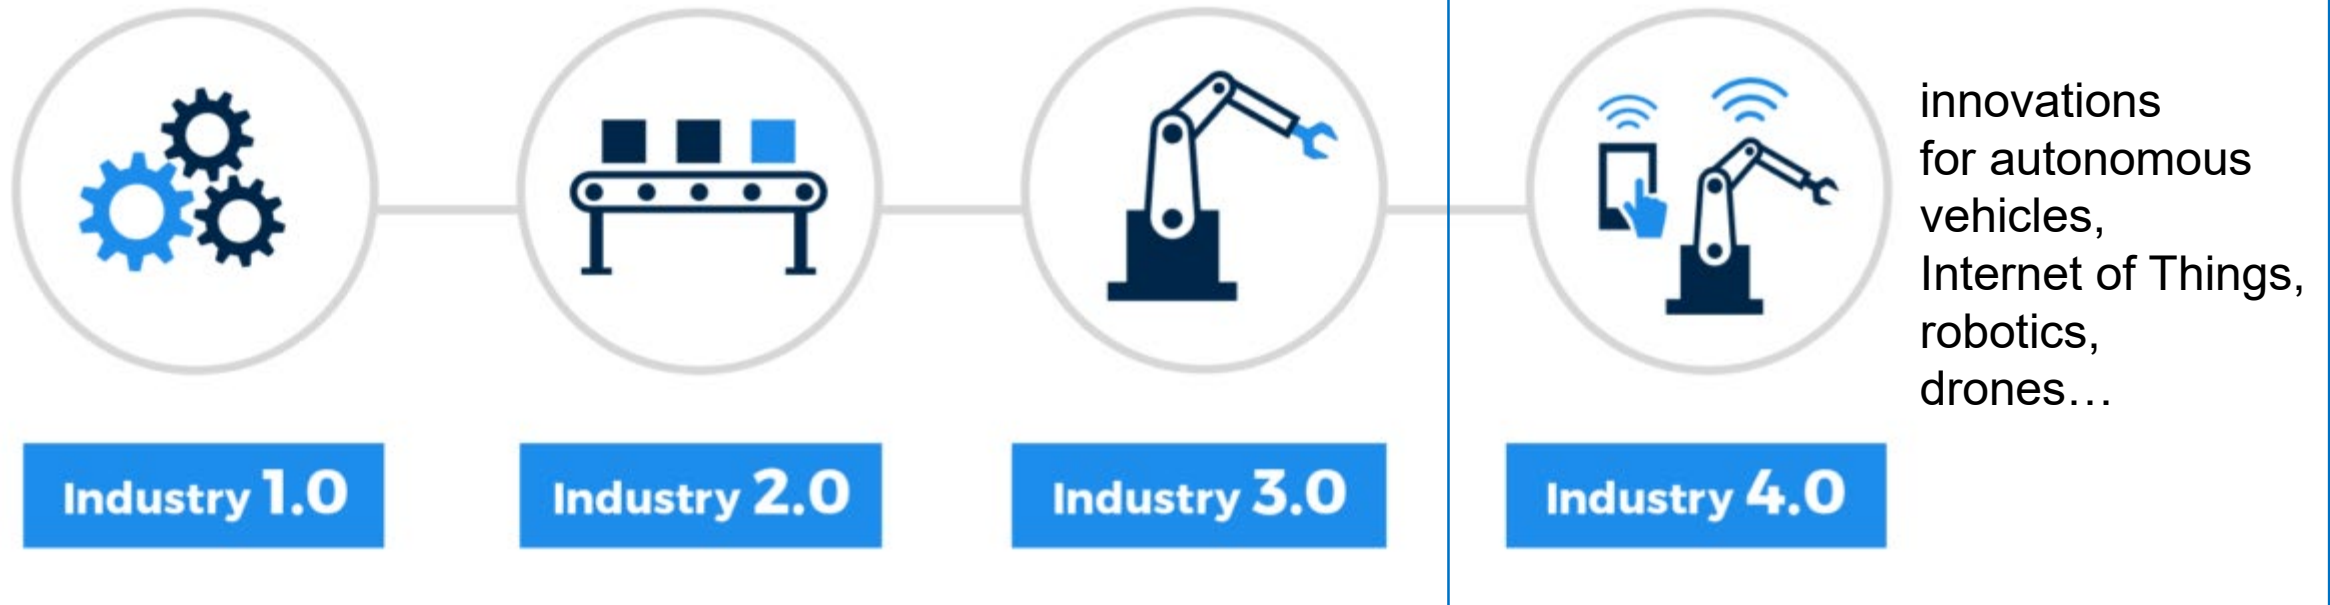 innovations
for autonomous
vehicles,
Internet of Things,
robotics,
drones…
Industry 1.0
Industry 2.0
Industry 3.0
Industry 4.0